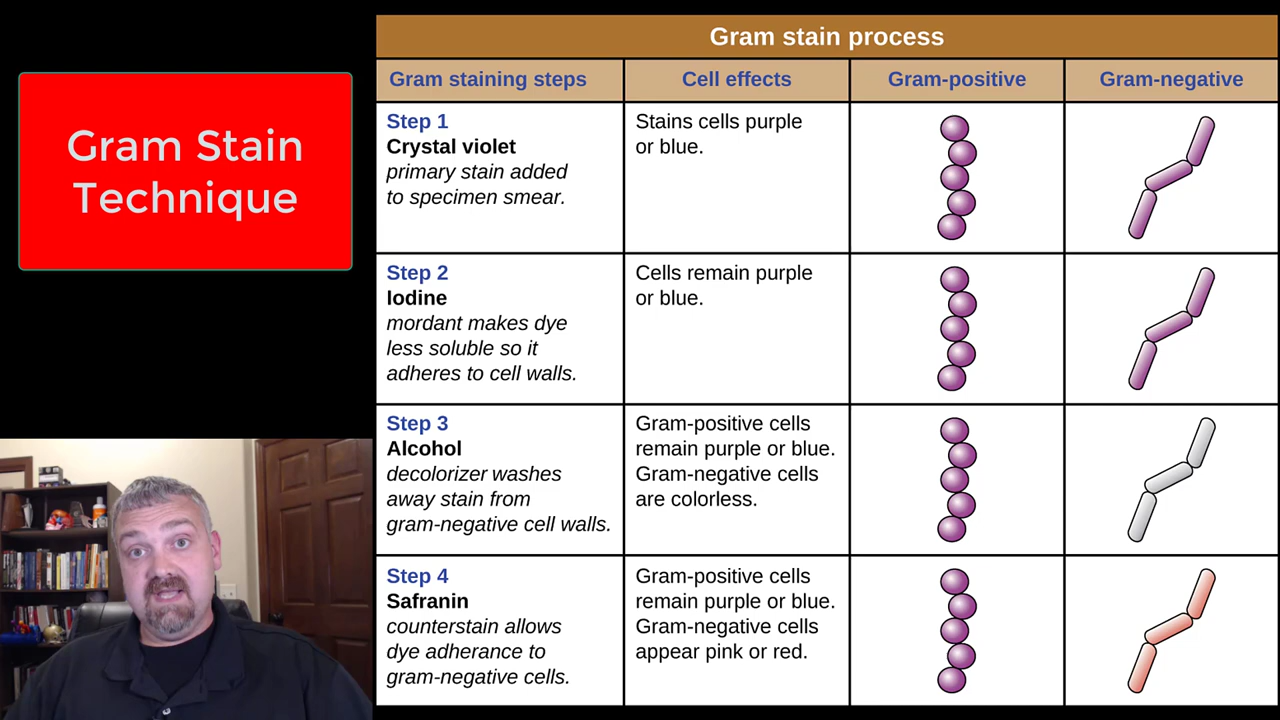 Gram Stain
Technique
Gram stain process
Gram staining steps
Cell effects
Gram-positive
Gram-negative
Step 1
Crystal violet
primary stain added
to specimen smear.
Stains cells purple
or blue.
Step 2
Iodine
mordant makes dye
less soluble so it
adheres to cell walls.
Cells remain purple
or blue.
Step 3
Alcohol
decolorizer washes
away stain from
gram-negative cell walls.
Gram-positive cells
remain purple or blue.
Gram-negative cells
are colorless.
Step 4
Safranin
counterstain allows
dye adherance to
gram-negative cells.
Gram-positive cells
remain purple or blue.
Gram-negative cells
appear pink or red.